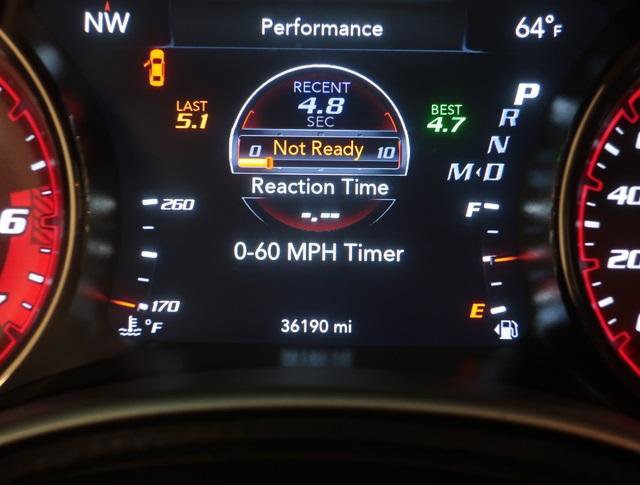 NW Performance 64°F
RECENT
LAST 4.8 BEST
5.1 SEC 4.7
0 Not Ready 10
Reaction Time
-.--
0-60 MPH Timer
P
R
N
M D
260
170
°F
F
E
36190 mi
6
40
20